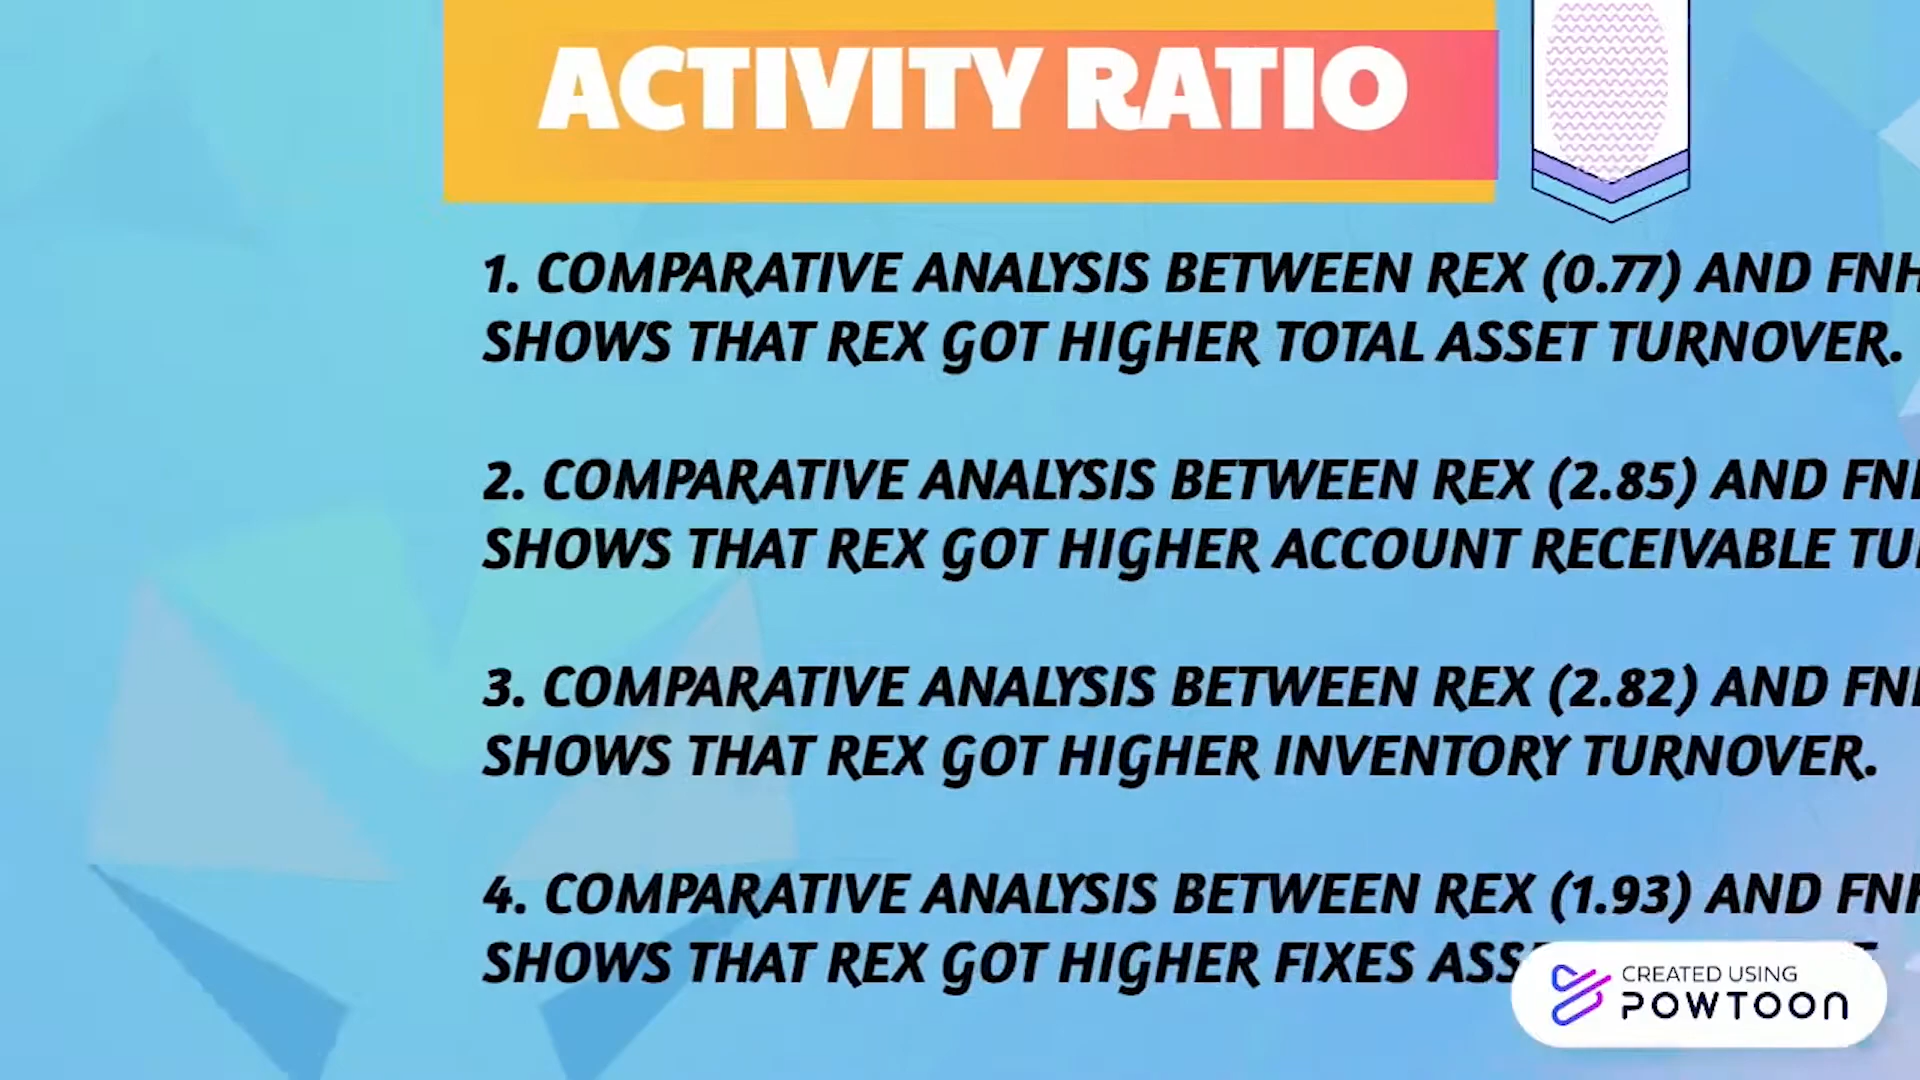 ACTIVITY RATIO
1. COMPARATIVE ANALYSIS BETWEEN REX (0.77) AND
SHOWS THAT REX GOT HIGHER TOTAL ASSET TURNOVER.
2. COMPARATIVE ANALYSIS BETWEEN REX (2.85) AND
SHOWS THAT REX GOT HIGHER ACCOUNT RECEIVABLE
3. COMPARATIVE ANALYSIS BETWEEN REX (2.82) AND
SHOWS THAT REX GOT HIGHER INVENTORY TURNOVER.
4. COMPARATIVE ANALYSIS BETWEEN REX (1.93) AND
SHOWS THAT REX GOT HIGHER FIXES
CREATED USING
POWTOON